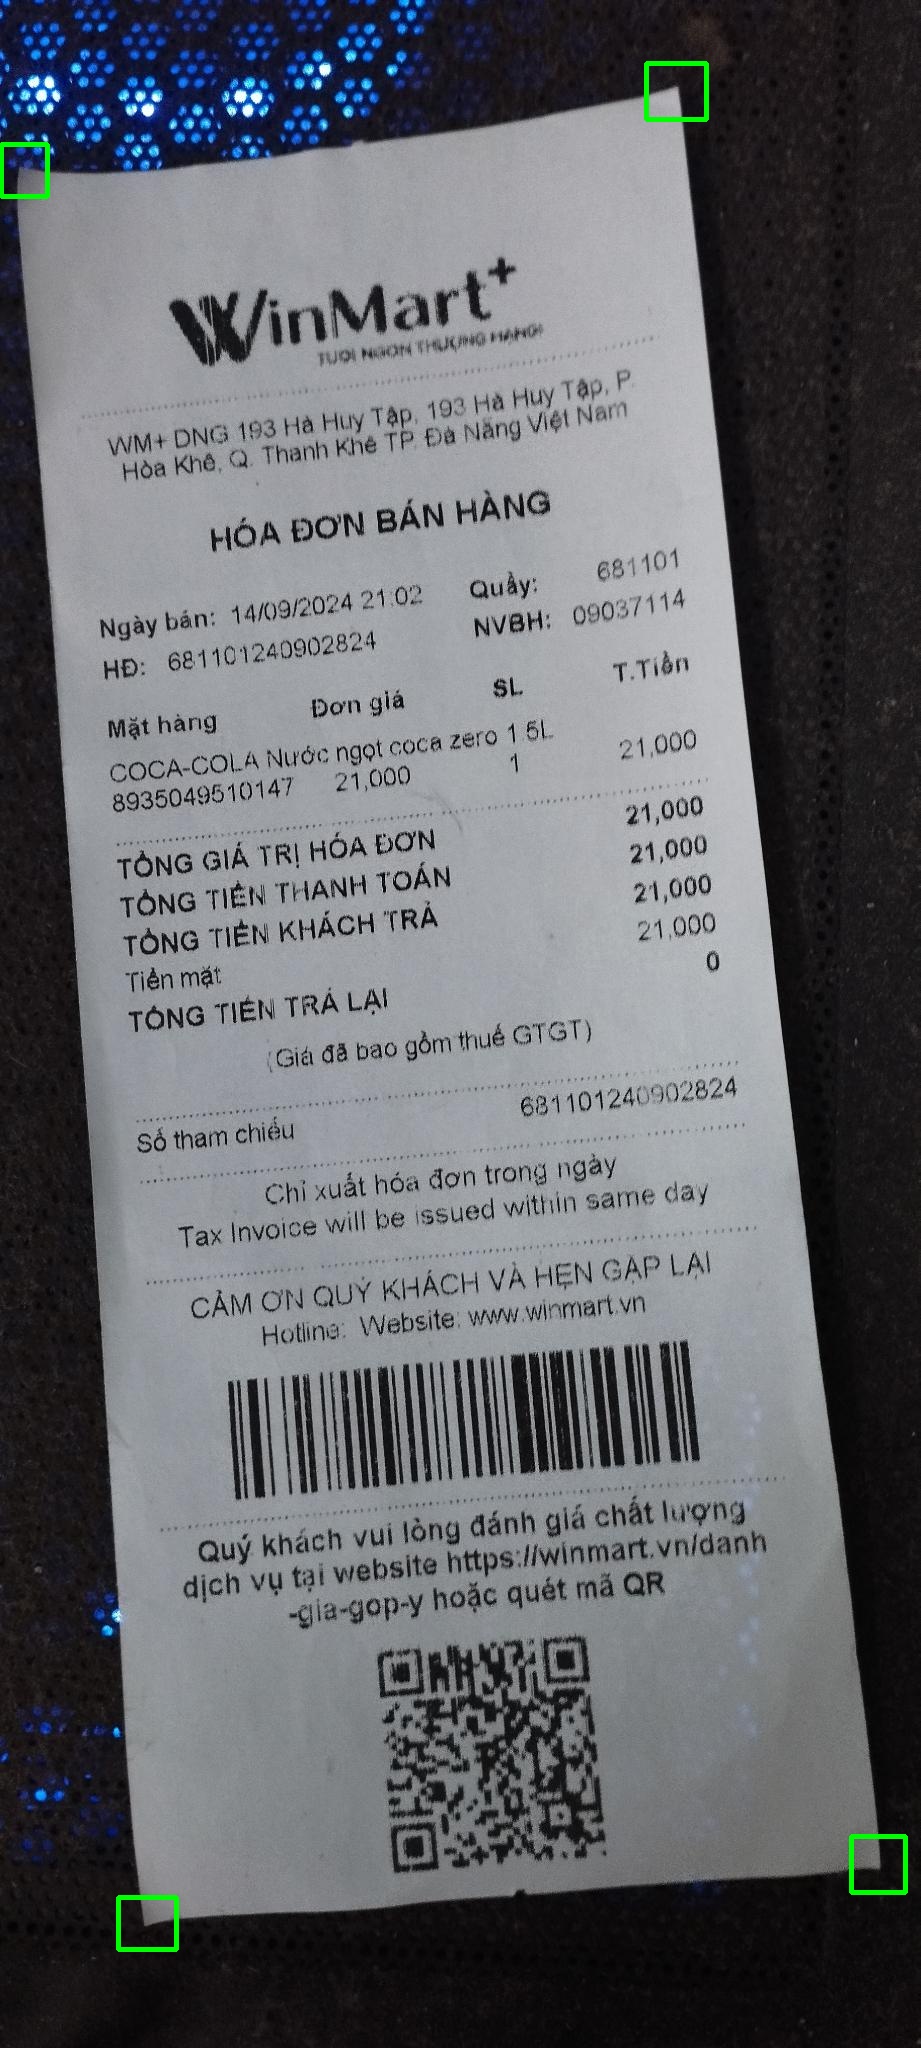 WinMart+
TƯƠI NGON THƯỢNG HẠNG!
WM+ DNG 193 Hà Huy Tập, 193 Hà Huy Tập, P.
Hòa Khê, Q. Thanh Khê TP. Đà Nẵng Việt Nam
HÓA ĐƠN BÁN HÀNG
Ngày bán: 14/09/2024 21:02 Quầy: 681101
HĐ: 681101240902824 NVBH: 09037114
Mặt hàng Đơn giá SL T.Tiền
COCA-COLA Nước ngọt coca zero 1.5L
8935049510147 21,000 1 21,000
TỔNG GIÁ TRỊ HÓA ĐƠN 21,000
TỔNG TIỀN THANH TOÁN 21,000
TỔNG TIỀN KHÁCH TRẢ 21,000
Tiền mặt 21,000
TỔNG TIỀN TRẢ LẠI 0
(Giá đã bao gồm thuế GTGT)
Số tham chiếu 681101240902824
Chỉ xuất hóa đơn trong ngày
Tax Invoice will be issued within same day
CẢM ƠN QUÝ KHÁCH VÀ HẸN GẶP LẠI
Hotline: Website: www.winmart.vn
Quý khách vui lòng đánh giá chất lượng
dịch vụ tại website https://winmart.vn/danh
-gia-gop-y hoặc quét mã QR